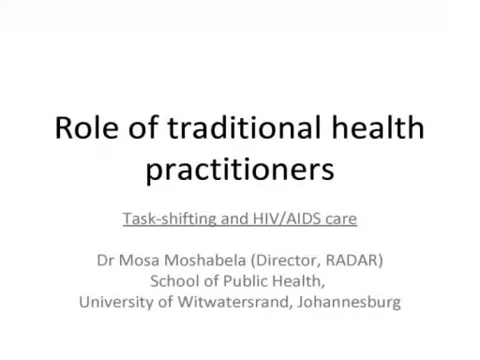 Role of traditional health
practitioners
Task-shifting and HIV/AIDS care
Dr Mosa Moshabela (Director, RADAR)
School of Public Health,
University of Witwatersrand, Johannesburg